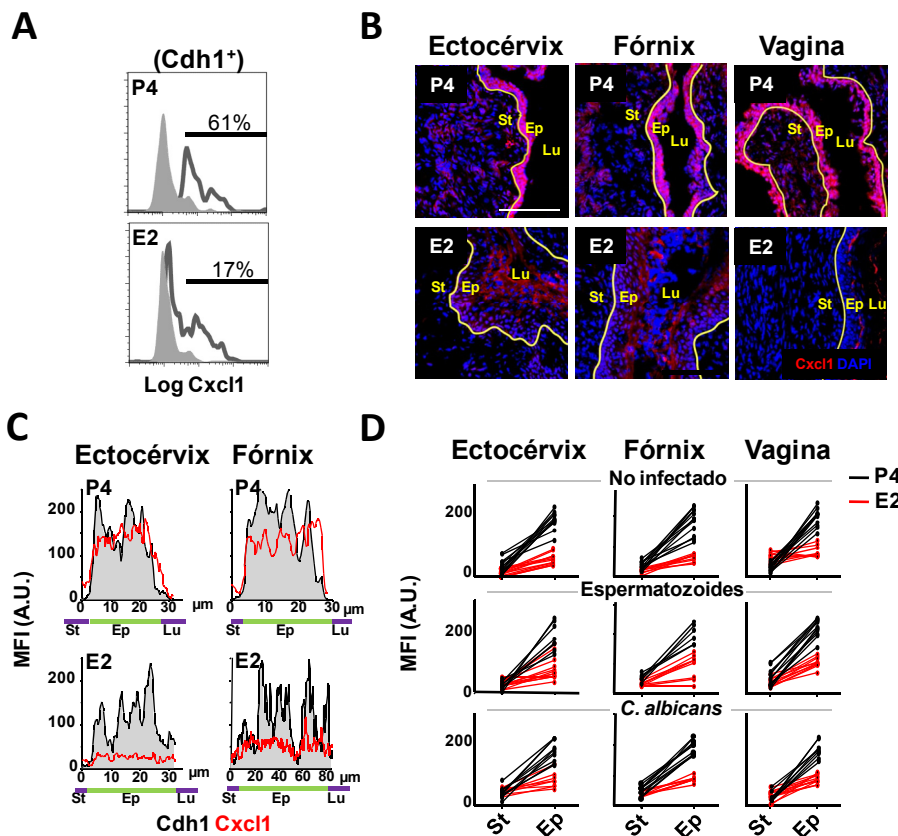 A
(Cdh1⁺)
P4
61%
E2
17%
Log Cxcl1
B
Ectocérvix Fórnix Vagina
P4 P4 P4
St Ep Lu St Ep Lu St Ep Lu
E2 E2 E2
St Ep Lu St Ep Lu St Ep Lu
Cxcl1 DAPI
C
Ectocérvix Fórnix
P4 P4
MFI (A.U.)
200
100
0
0 10 20 30 μm 0 10 20 30 μm
St Ep Lu St Ep Lu
E2 E2
200
100
0
0 10 20 30 μm 0 20 40 60 80 μm
St Ep Lu St Ep Lu
Cdh1 Cxcl1
D
Ectocérvix Fórnix Vagina
P4
E2
No infectado
MFI (A.U.)
200
0
Espermatozoides
200
0
C. albicans
200
0
St Ep St Ep St Ep